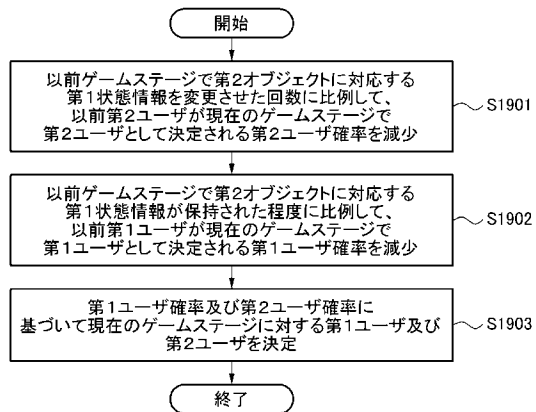 開始
以前ゲームステージで第2オブジェクトに対応する
第1状態情報を変更させた回数に比例して、
以前第2ユーザが現在のゲームステージで
第2ユーザとして決定される第2ユーザ確率を減少
S1901
以前ゲームステージで第2オブジェクトに対応する
第1状態情報が保持された程度に比例して、
以前第1ユーザが現在のゲームステージで
第1ユーザとして決定される第1ユーザ確率を減少
S1902
第1ユーザ確率及び第2ユーザ確率に
基づいて現在のゲームステージに対する第1ユーザ及び
第2ユーザを決定
S1903
終了